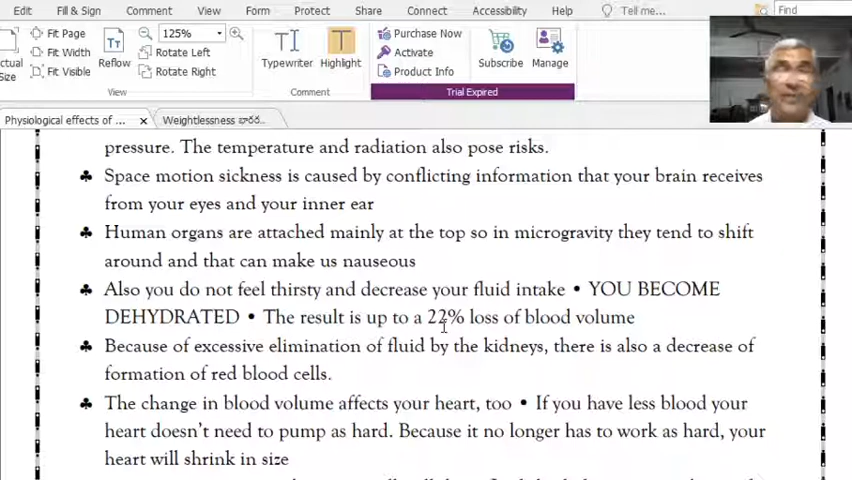 Edit Fill & Sign Comment View Form Protect Share Connect Accessibility Help Tell me... Find
Fit Page 125% Purchase Now
ctual Size Fit Width Reflow Rotate Left Typewriter Highlight Activate Subscribe Manage
Fit Visible Rotate Right Product Info
View Comment Trial Expired
Physiological effects of ... Weightlessness
pressure. The temperature and radiation also pose risks.
♣ Space motion sickness is caused by conflicting information that your brain receives
from your eyes and your inner ear
♣ Human organs are attached mainly at the top so in microgravity they tend to shift
around and that can make us nauseous
♣ Also you do not feel thirsty and decrease your fluid intake • YOU BECOME
DEHYDRATED • The result is up to a 22% loss of blood volume
♣ Because of excessive elimination of fluid by the kidneys, there is also a decrease of
formation of red blood cells.
♣ The change in blood volume affects your heart, too • If you have less blood your
heart doesn't need to pump as hard. Because it no longer has to work as hard, your
heart will shrink in size